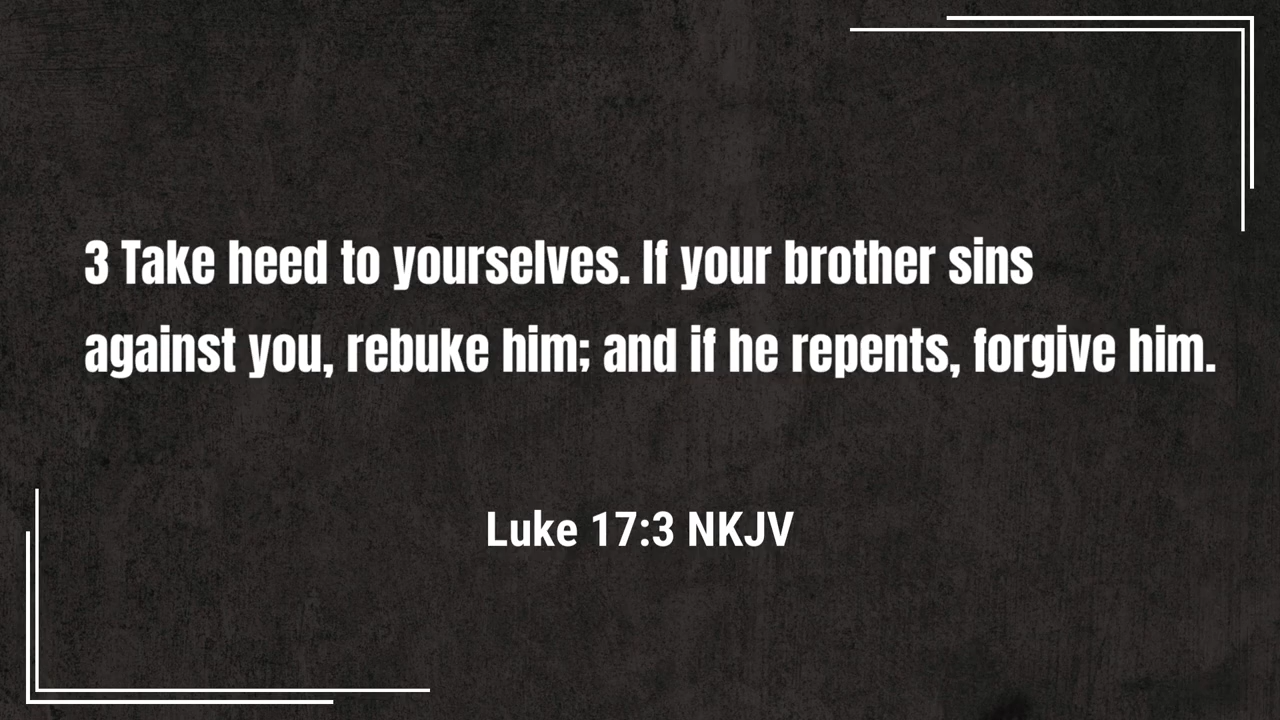 3 Take heed to yourselves. If your brother sins
against you, rebuke him; and if he repents, forgive him.
Luke 17:3 NKJV